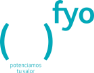 ( ) fyo
potenciamos
tu valor